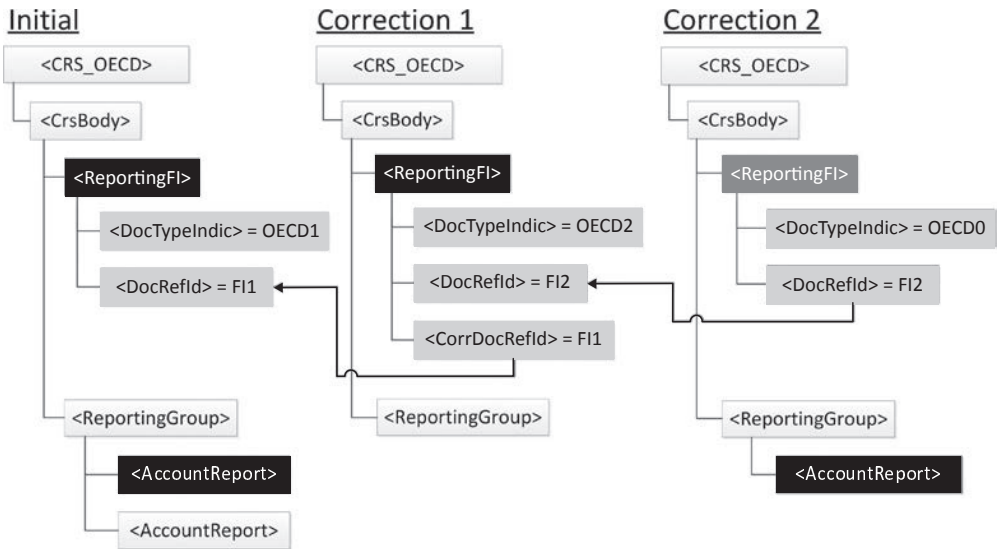 Initial
<CRS_OECD>
<CrsBody>
<ReportingFI>
<DocTypeIndic> = OECD1
<DocRefId> = FI1
<ReportingGroup>
<AccountReport>
<AccountReport>
Correction 1
<CRS_OECD>
<CrsBody>
<ReportingFI>
<DocTypeIndic> = OECD2
<DocRefId> = FI2
<CorrDocRefId> = FI1
<ReportingGroup>
Correction 2
<CRS_OECD>
<CrsBody>
<ReportingFI>
<DocTypeIndic> = OECD0
<DocRefId> = FI2
<ReportingGroup>
<AccountReport>